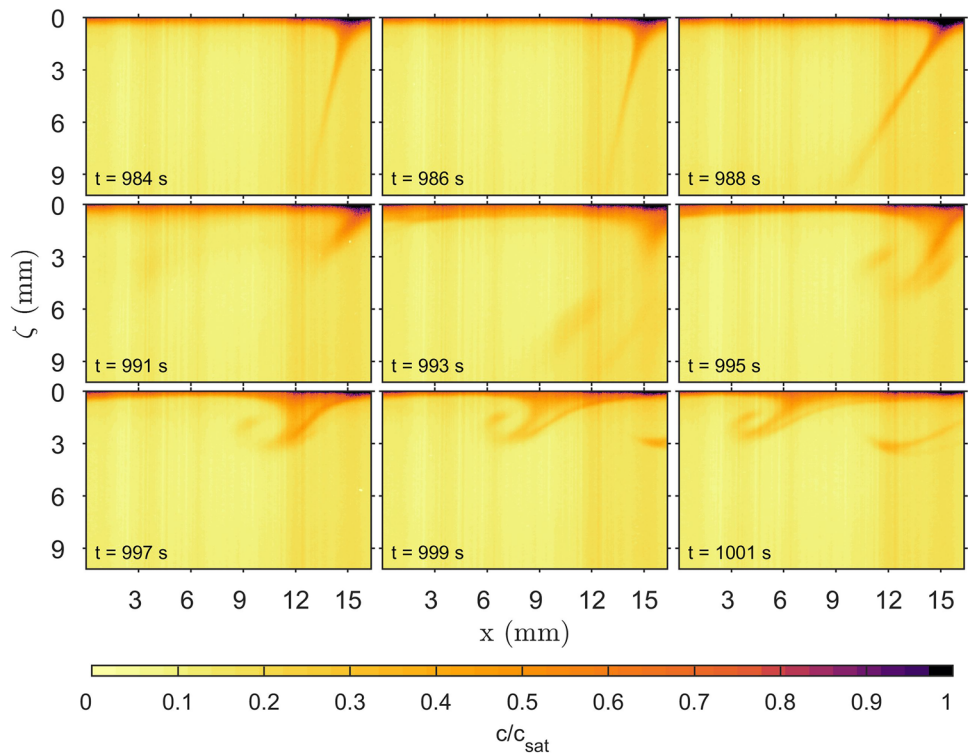 0
3
6
9
t = 984 s
t = 986 s
t = 988 s
0
3
6
9
t = 991 s
t = 993 s
t = 995 s
ζ (mm)
0
3
6
9
t = 997 s
t = 999 s
t = 1001 s
3 6 9 12 15 3 6 9 12 15 3 6 9 12 15
x (mm)
0 0.1 0.2 0.3 0.4 0.5 0.6 0.7 0.8 0.9 1
c/c_sat